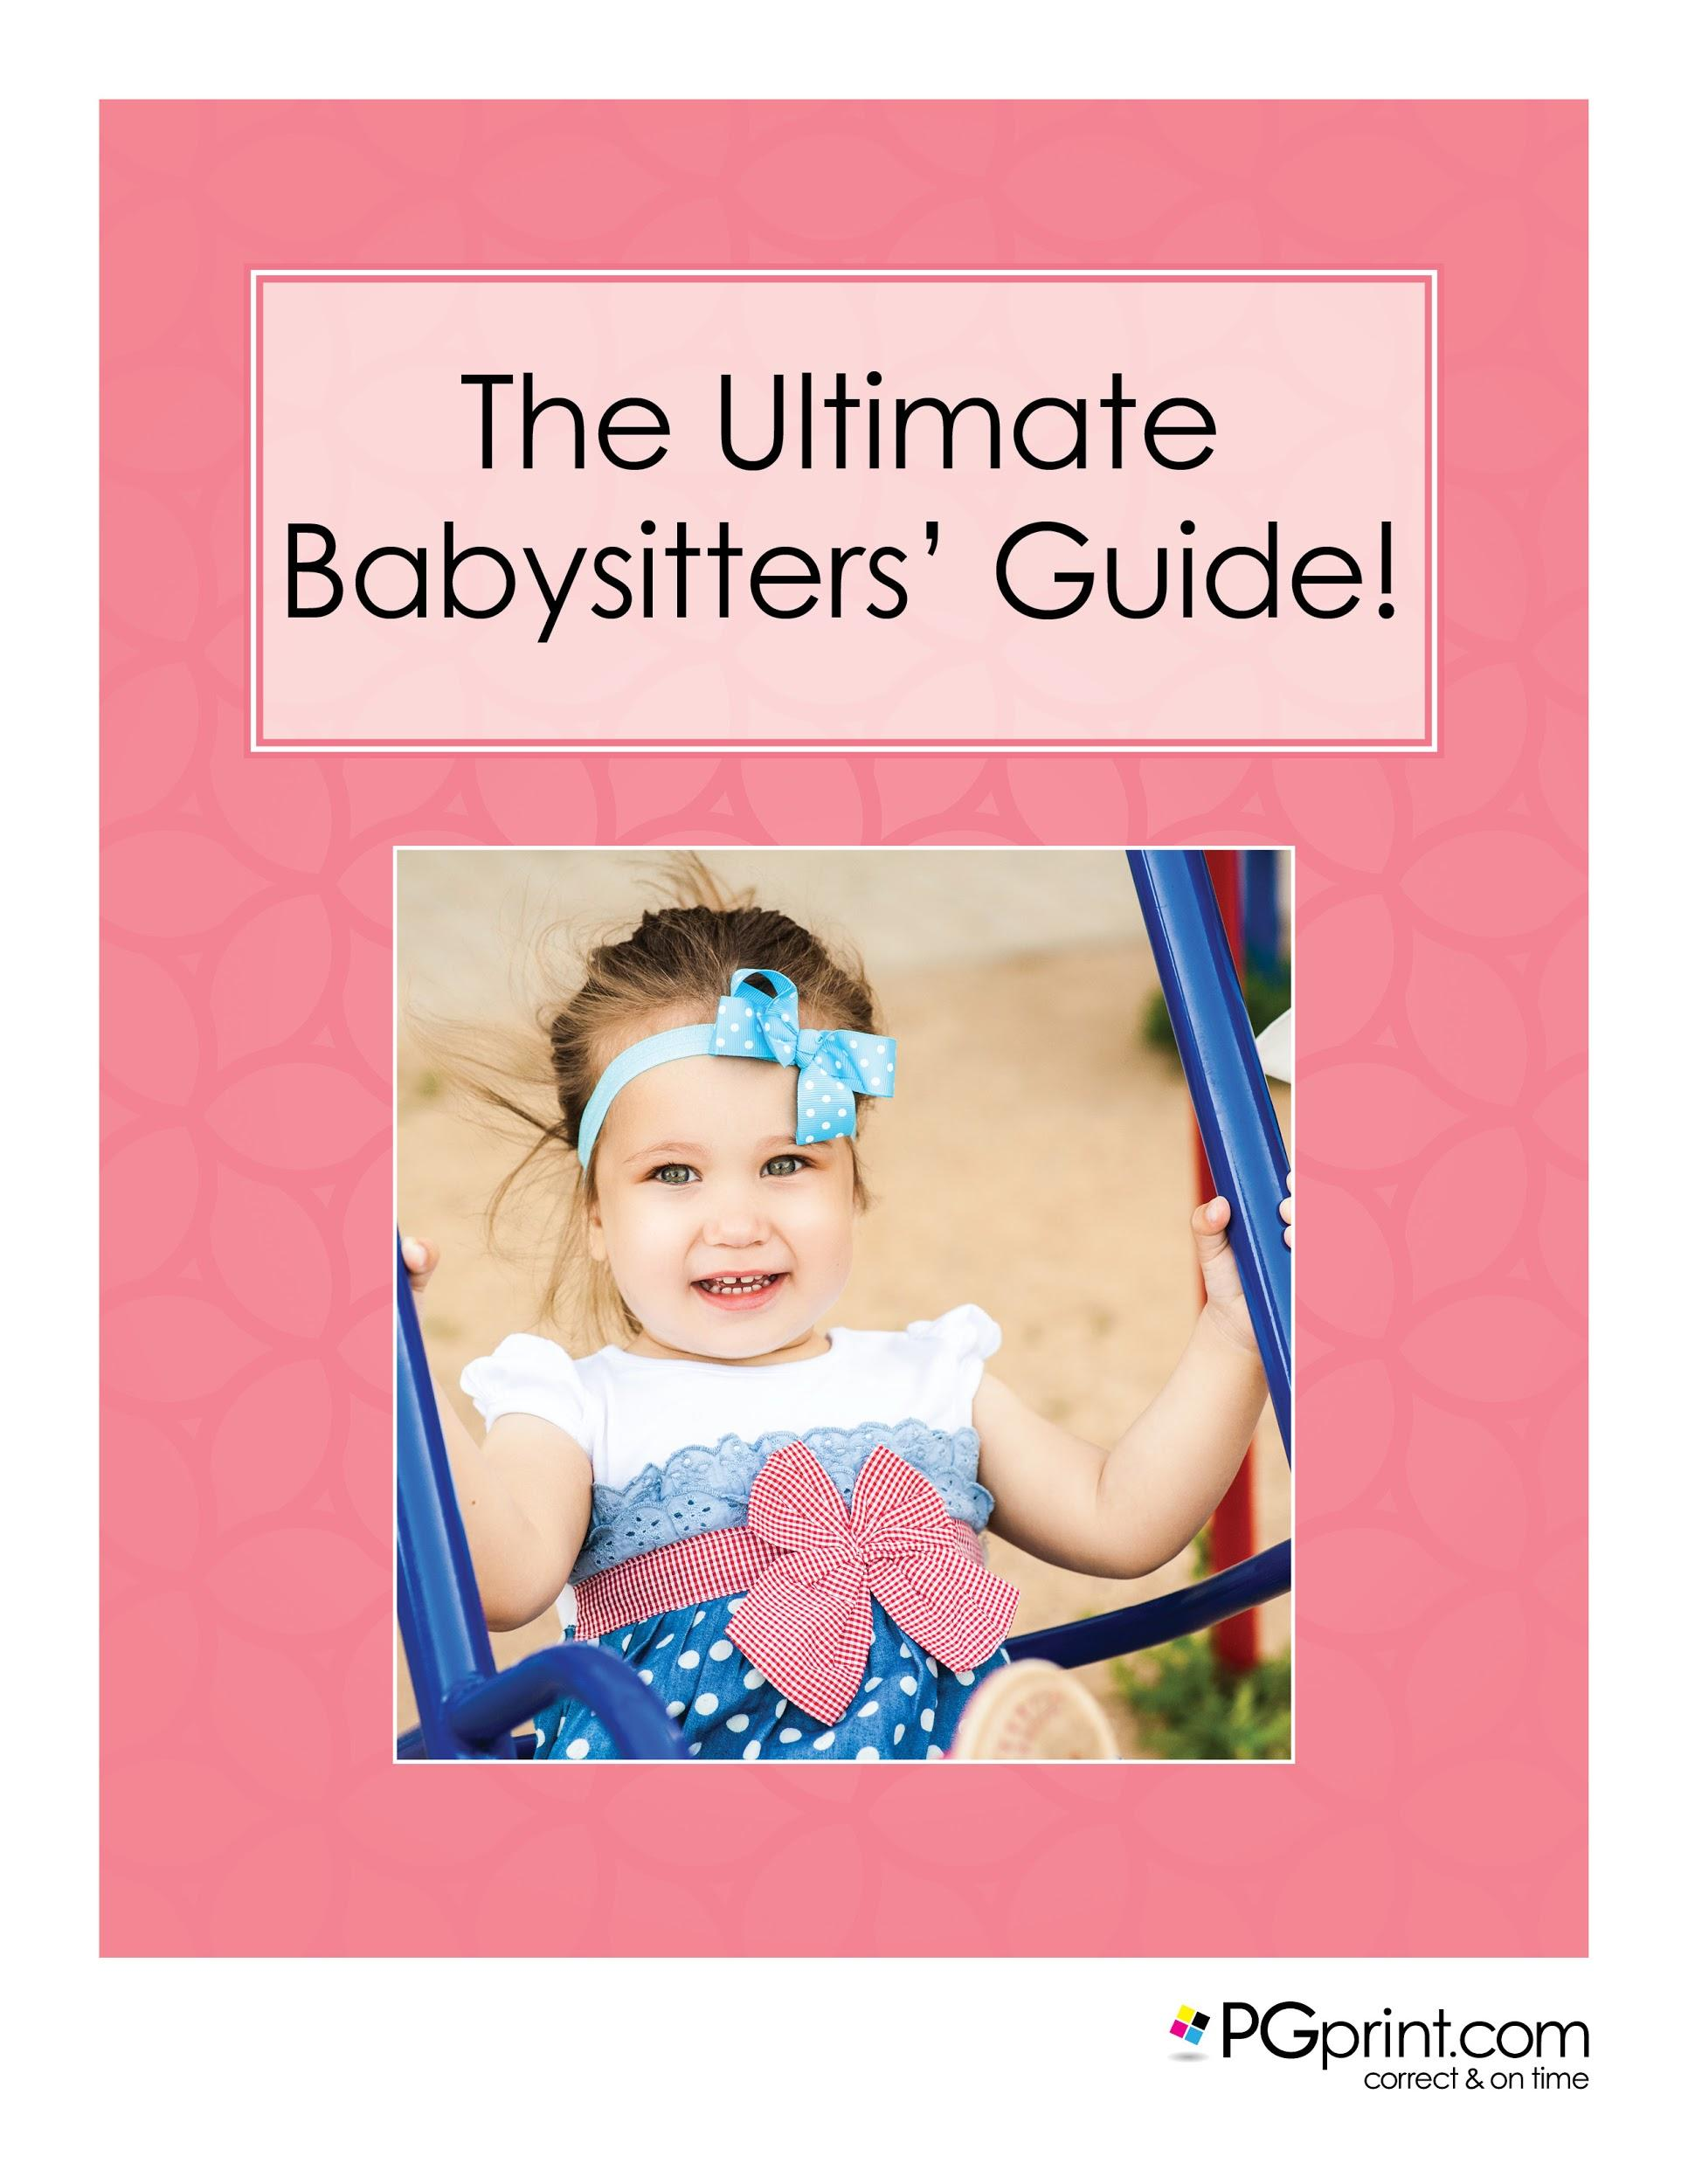 The Ultimate
Babysitters’ Guide!
PGprint.com
correct & on time